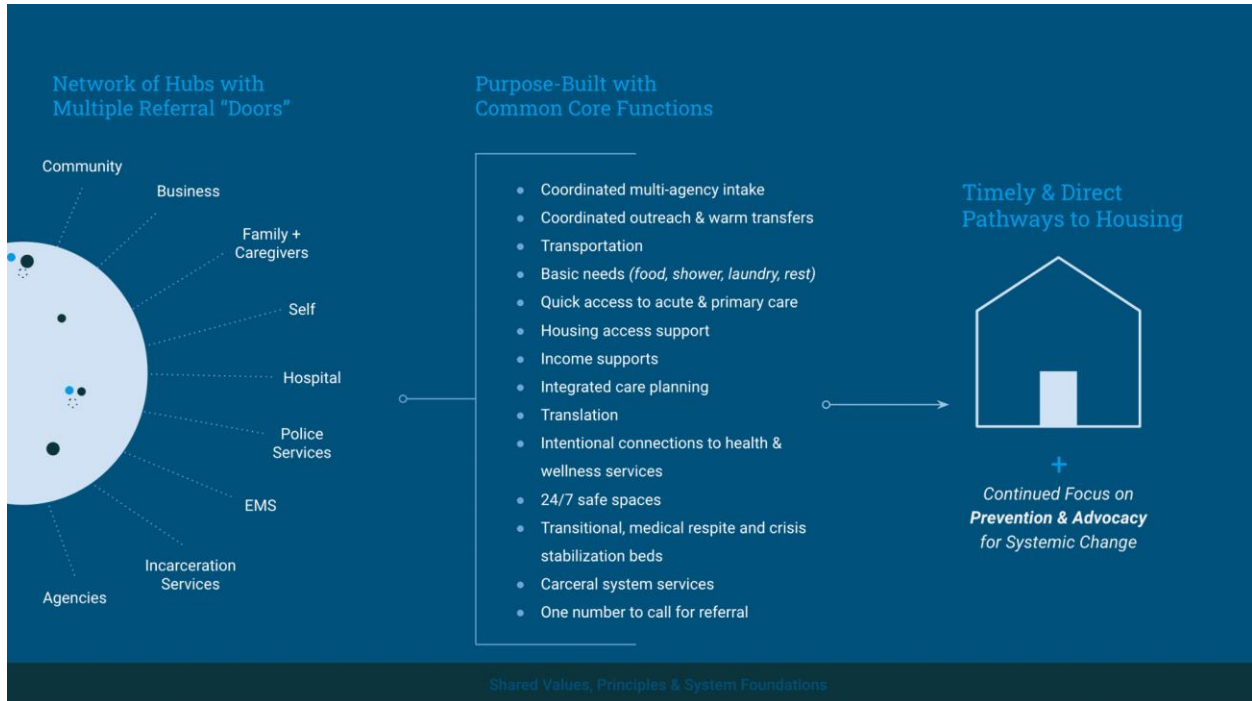 Network of Hubs with
Multiple Referral "Doors"
Community
Business
Family +
Caregivers
Self
Hospital
Police
Services
EMS
Incarceration
Services
Agencies
Purpose-Built with
Common Core Functions
Coordinated multi-agency intake
Coordinated outreach & warm transfers
Transportation
Basic needs (food, shower, laundry, rest)
Quick access to acute & primary care
Housing access support
Income supports
Integrated care planning
Translation
Intentional connections to health &
wellness services
24/7 safe spaces
Transitional, medical respite and crisis
stabilization beds
Carceral system services
One number to call for referral
Timely & Direct
Pathways to Housing
+
Continued Focus on
Prevention & Advocacy
for Systemic Change
Shared Values, Principles & System Foundations